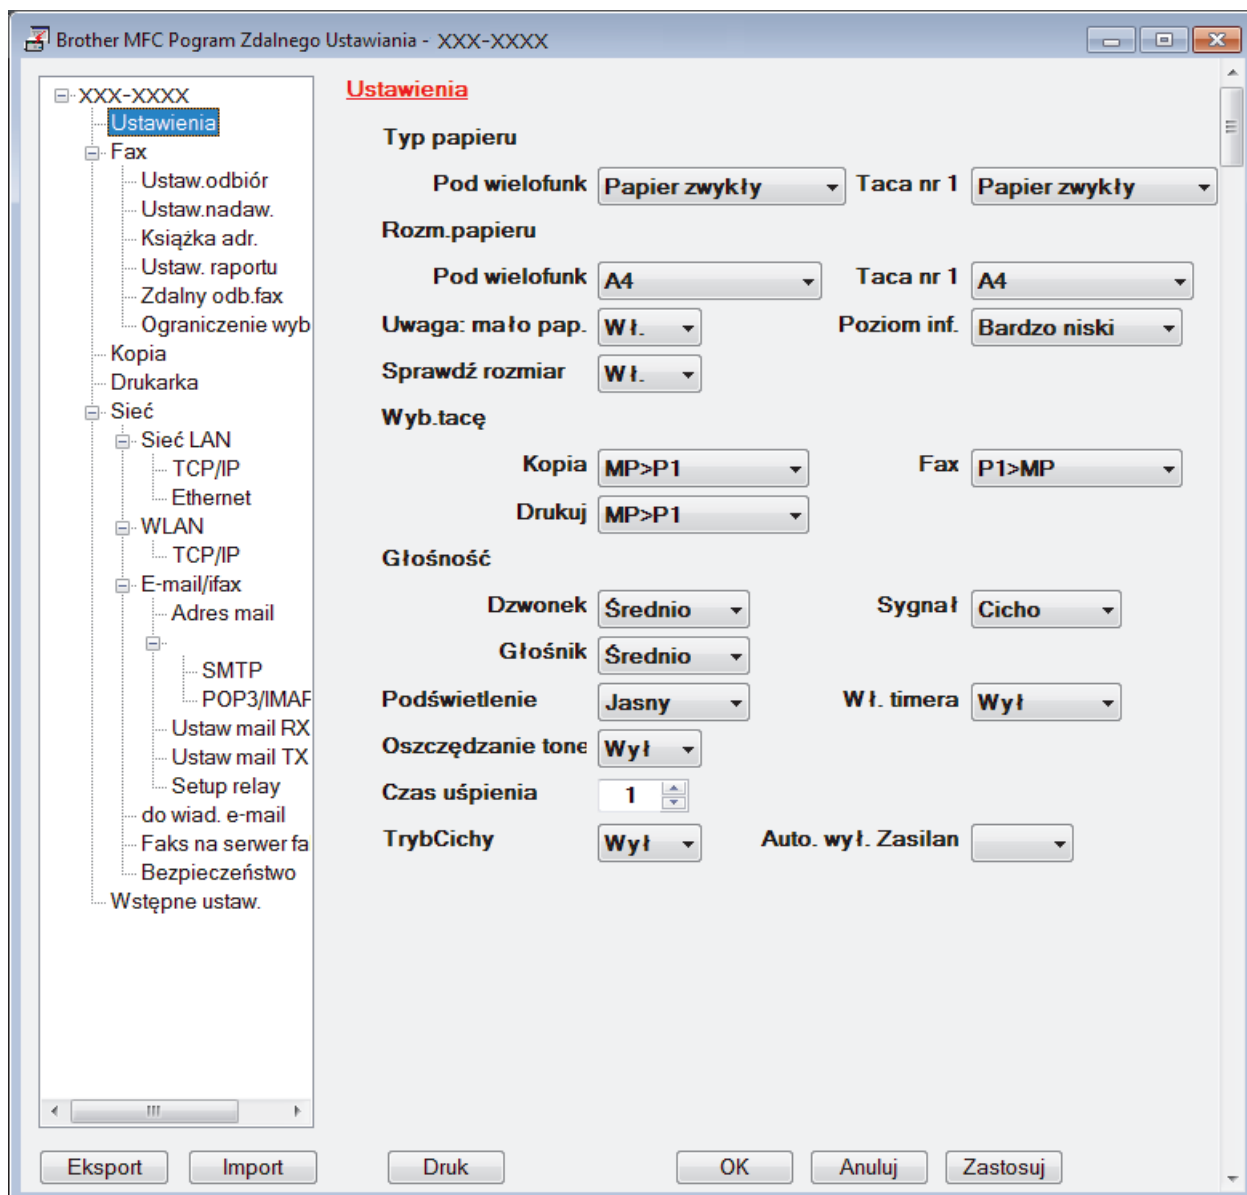 Brother MFC Pogram Zdalnego Ustawiania - XXX-XXXX
XXX-XXXX
Ustawienia
Fax
Ustaw.odbiór
Ustaw.nadaw.
Książka adr.
Ustaw. raportu
Zdalny odb.fax
Ograniczenie wyb
Kopia
Drukarka
Sieć
Sieć LAN
TCP/IP
Ethernet
WLAN
TCP/IP
E-mail/ifax
Adres mail
SMTP
POP3/IMAF
Ustaw mail RX
Ustaw mail TX
Setup relay
do wiad. e-mail
Faks na serwer fa
Bezpieczeństwo
Wstępne ustaw.
Ustawienia
Typ papieru
Pod wielofunk Papier zwykły Taca nr 1 Papier zwykły
Rozm.papieru
Pod wielofunk A4 Taca nr 1 A4
Uwaga: mało pap. Wł. Poziom inf. Bardzo niski
Sprawdź rozmiar Wł.
Wyb.tacę
Kopia MP>P1 Fax P1>MP
Drukuj MP>P1
Głośność
Dzwonek Średnio Sygnał Cicho
Głośnik Średnio
Podświetlenie Jasny Wł. timera Wył
Oszczędzanie tone Wył
Czas uśpienia 1
TrybCichy Wył Auto. wył. Zasilan
Eksport Import Druk OK Anuluj Zastosuj